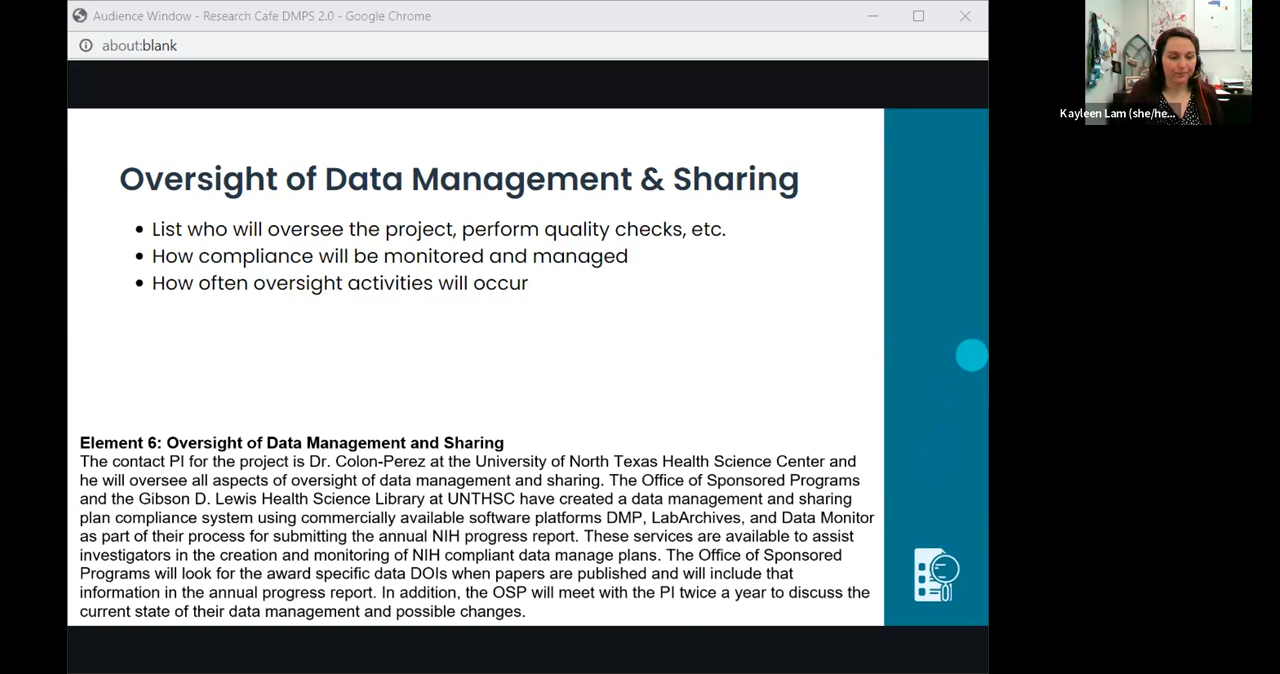 Audience Window - Research Cafe DMPS 2.0 - Google Chrome
about:blank
Kayleen Lam (she/he...
Oversight of Data Management & Sharing
• List who will oversee the project, perform quality checks, etc.
• How compliance will be monitored and managed
• How often oversight activities will occur
Element 6: Oversight of Data Management and Sharing
The contact PI for the project is Dr. Colon-Perez at the University of North Texas Health Science Center and
he will oversee all aspects of oversight of data management and sharing. The Office of Sponsored Programs
and the Gibson D. Lewis Health Science Library at UNTHSC have created a data management and sharing
plan compliance system using commercially available software platforms DMP, LabArchives, and Data Monitor
as part of their process for submitting the annual NIH progress report. These services are available to assist
investigators in the creation and monitoring of NIH compliant data manage plans. The Office of Sponsored
Programs will look for the award specific data DOIs when papers are published and will include that
information in the annual progress report. In addition, the OSP will meet with the PI twice a year to discuss the
current state of their data management and possible changes.